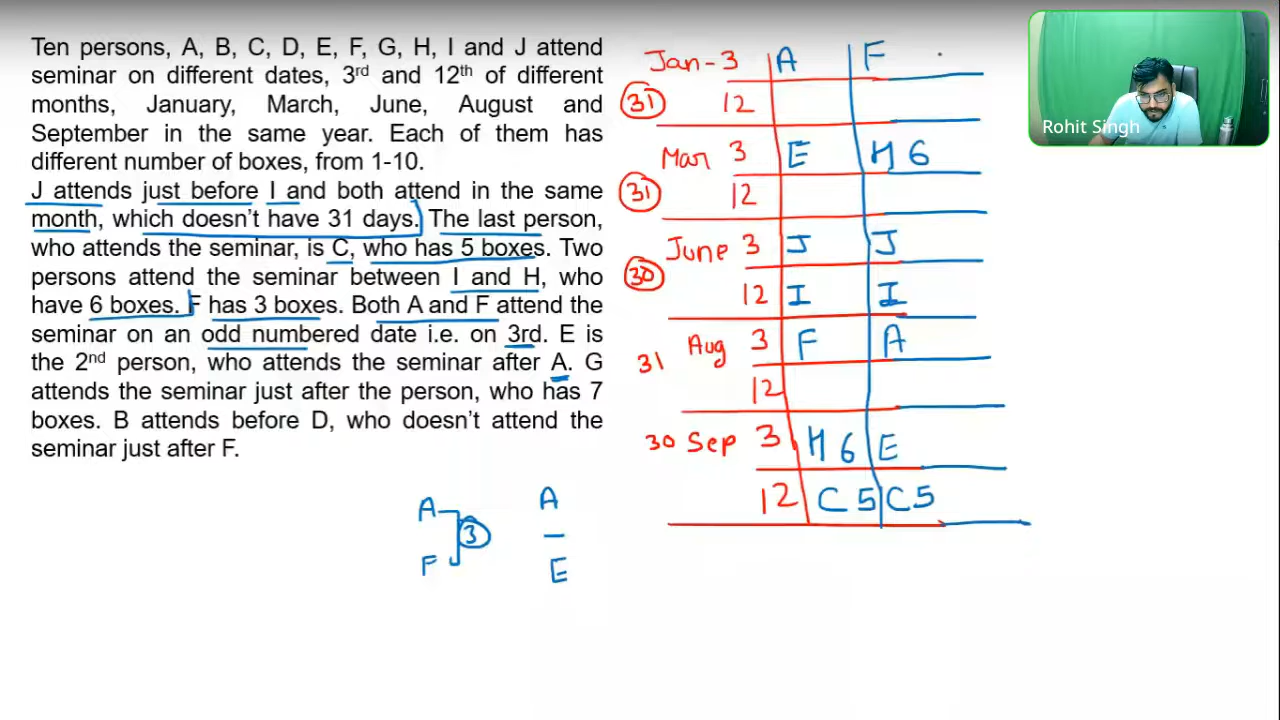 Ten persons, A, B, C, D, E, F, G, H, I and J attend
seminar on different dates, 3rd and 12th of different
months, January, March, June, August and
September in the same year. Each of them has
different number of boxes, from 1-10.
J attends just before I and both attend in the same
month, which doesn't have 31 days. The last person,
who attends the seminar, is C, who has 5 boxes. Two
persons attend the seminar between I and H, who
have 6 boxes. F has 3 boxes. Both A and F attend the
seminar on an odd numbered date i.e. on 3rd. E is
the 2nd person, who attends the seminar after A. G
attends the seminar just after the person, who has 7
boxes. B attends before D, who doesn't attend the
seminar just after F.
A 3 A
F E
Jan - 3 A F
31 12
Mar 3 E H 6
31 12
June 3 J J
30 12 I I
31 Aug 3 F A
12
30 Sep 3 H 6 E
12 C 5 C 5
Rohit Singh